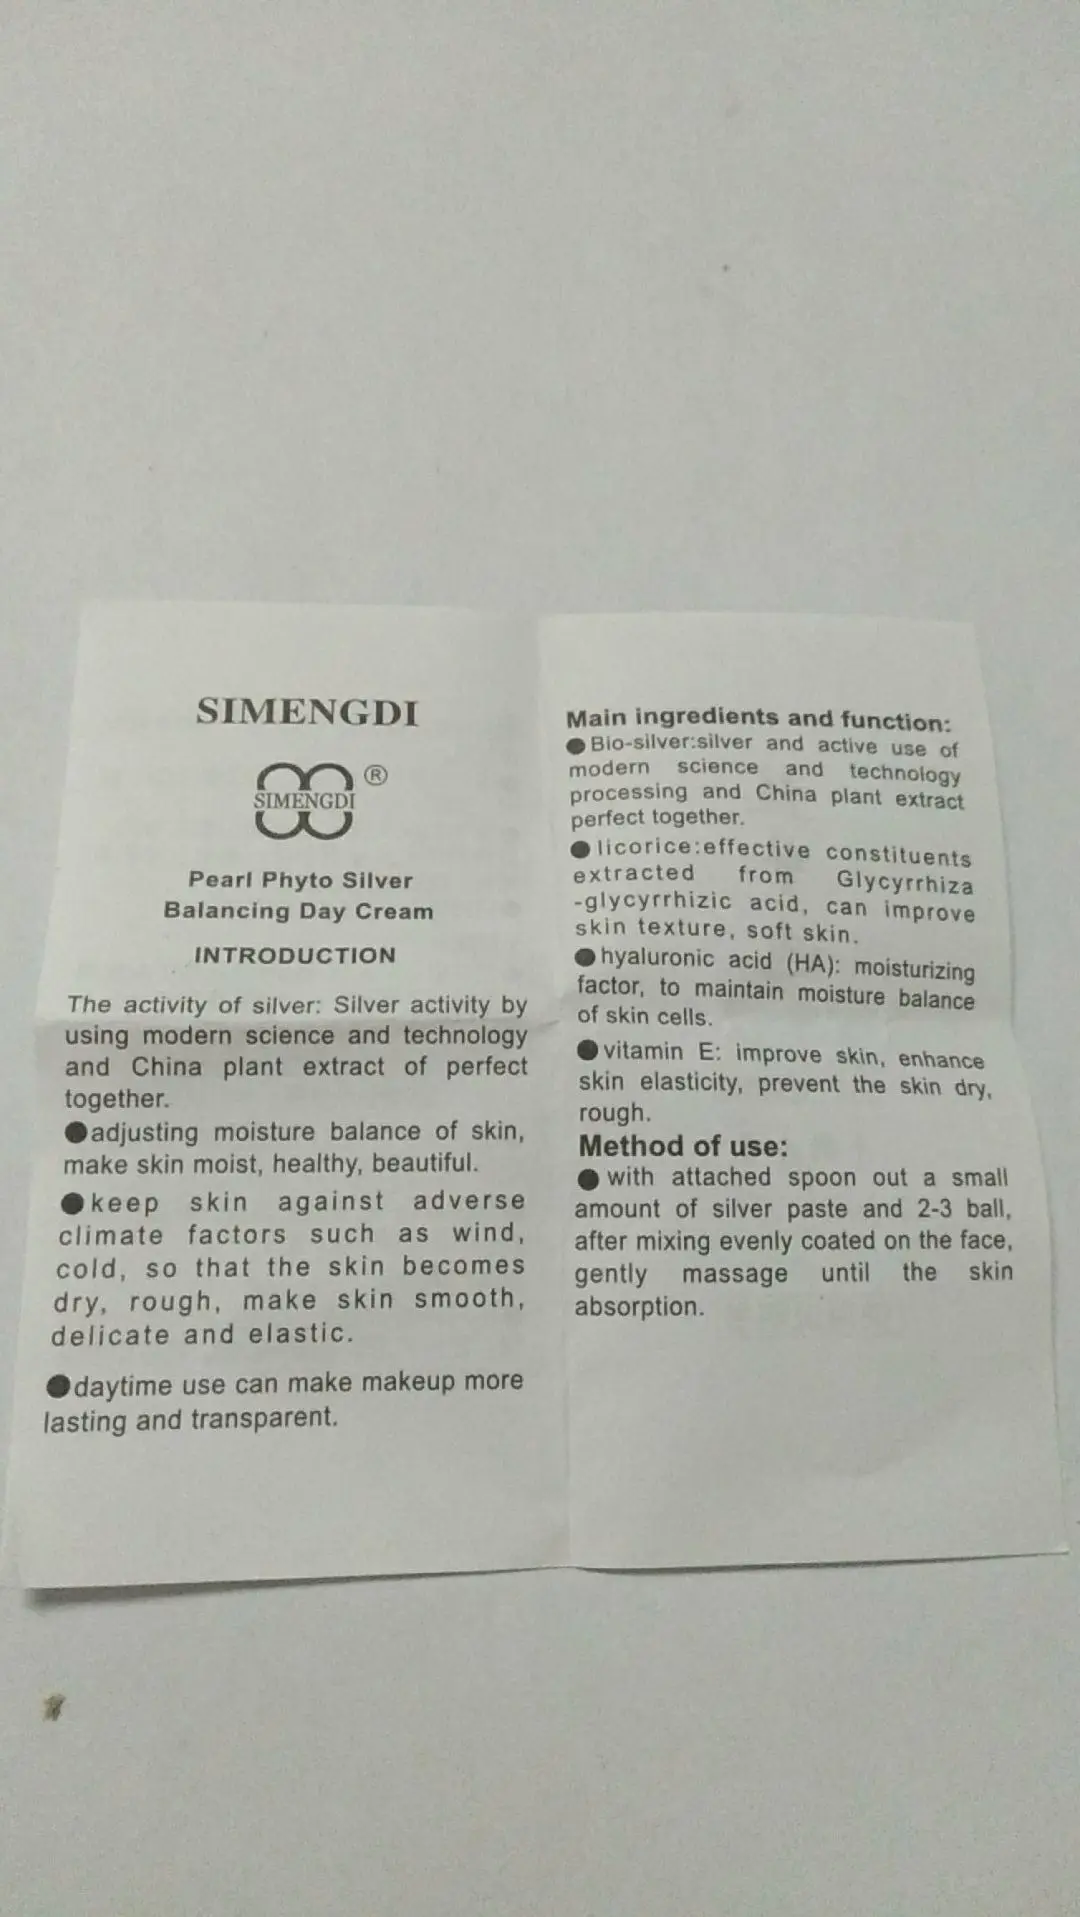 SIMENGDI
SIMENGDI ®
Pearl Phyto Silver
Balancing Day Cream
INTRODUCTION
The activity of silver: Silver activity by
using modern science and technology
and China plant extract of perfect
together.
●adjusting moisture balance of skin,
make skin moist, healthy, beautiful.
●keep skin against adverse
climate factors such as wind,
cold, so that the skin becomes
dry, rough, make skin smooth,
delicate and elastic.
●daytime use can make makeup more
lasting and transparent.
Main ingredients and function:
●Bio-silver:silver and active use of
modern science and technology
processing and China plant extract
perfect together.
●licorice:effective constituents
extracted from Glycyrrhiza
-glycyrrhizic acid, can improve
skin texture, soft skin.
●hyaluronic acid (HA): moisturizing
factor, to maintain moisture balance
of skin cells.
●vitamin E: improve skin, enhance
skin elasticity, prevent the skin dry,
rough.
Method of use:
●with attached spoon out a small
amount of silver paste and 2-3 ball,
after mixing evenly coated on the face,
gently massage until the skin
absorption.